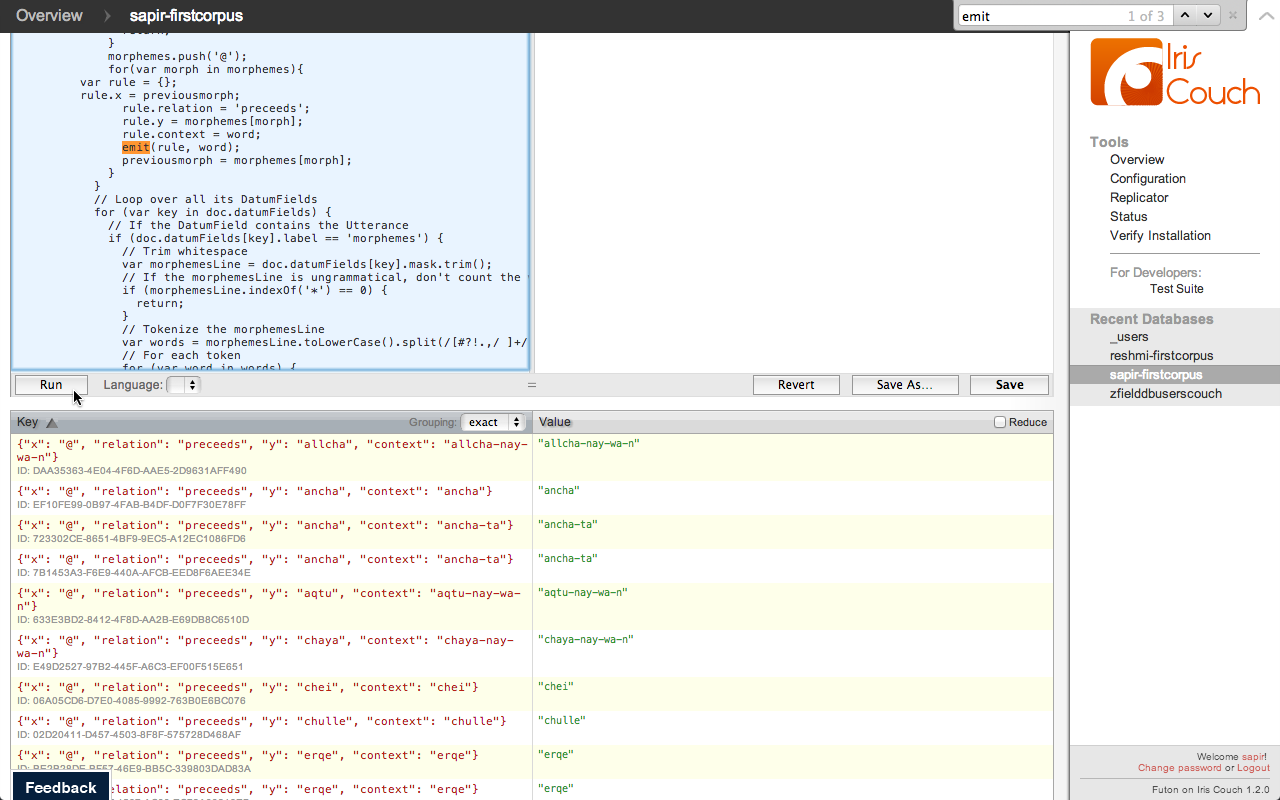 Overview
sapir-firstcorpus
emit
1 of 3
}
morphemes.push('@');
for(var morph in morphemes){
var rule = {};
rule.x = previousmorph;
rule.relation = 'preceeds';
rule.y = morphemes[morph];
rule.context = word;
emit(rule, word);
previousmorph = morphemes[morph];
}
}
// Loop over all its DatumFields
for (var key in doc.datumFields) {
// If the DatumField contains the Utterance
if (doc.datumFields[key].label == 'morphemes') {
// Trim whitespace
var morphemesLine = doc.datumFields[key].mask.trim();
// If the morphemesLine is ungrammatical, don't count the
if (morphemesLine.indexOf('*') == 0) {
return;
}
// Tokenize the morphemesLine
var words = morphemesLine.toLowerCase().split(/[#?!.,/ ]+/
// For each token
for (var word in words) {
Run
Language:
=
Revert
Save As...
Save
Key
Grouping: exact
Value
Reduce
{"x": "@", "relation": "preceeds", "y": "allcha", "context": "allcha-nay-
wa-n"}
ID: DAA35363-4E04-4F6D-AAE5-2D9631AFF490
"allcha-nay-wa-n"
{"x": "@", "relation": "preceeds", "y": "ancha", "context": "ancha"}
ID: EF10FE99-0B97-4FAB-B4DF-D0F7F30E78FF
"ancha"
{"x": "@", "relation": "preceeds", "y": "ancha", "context": "ancha-ta"}
ID: 723302CE-8651-4BF9-9EC5-A12EC1086FD6
"ancha-ta"
{"x": "@", "relation": "preceeds", "y": "ancha", "context": "ancha-ta"}
ID: 7B1453A3-F6E9-440A-AFCB-EED8F6AEE34E
"ancha-ta"
{"x": "@", "relation": "preceeds", "y": "aqtu", "context": "aqtu-nay-wa-
n"}
ID: 633E3BD2-8412-4F8D-AA2B-E69DB8C6510D
"aqtu-nay-wa-n"
{"x": "@", "relation": "preceeds", "y": "chaya", "context": "chaya-nay-
wa-n"}
ID: E49D2527-97B2-445F-A6C3-EF00F515E651
"chaya-nay-wa-n"
{"x": "@", "relation": "preceeds", "y": "chei", "context": "chei"}
ID: 06A05CD6-D7E0-4085-9992-763B0E6BC076
"chei"
{"x": "@", "relation": "preceeds", "y": "chulle", "context": "chulle"}
ID: 02D20411-D457-4503-8F8F-575728D468AF
"chulle"
{"x": "@", "relation": "preceeds", "y": "erqe", "context": "erqe"}
"erqe"
"relation": "preceeds", "y": "erqe", "context": "erqe"}
"erqe"
Feedback
Iris
Couch
Tools
Overview
Configuration
Replicator
Status
Verify Installation
For Developers:
Test Suite
Recent Databases
_users
reshmi-firstcorpus
sapir-firstcorpus
zfielddbuserscouch
Welcome sapir!
Change password or Logout
Futon on Iris Couch 1.2.0